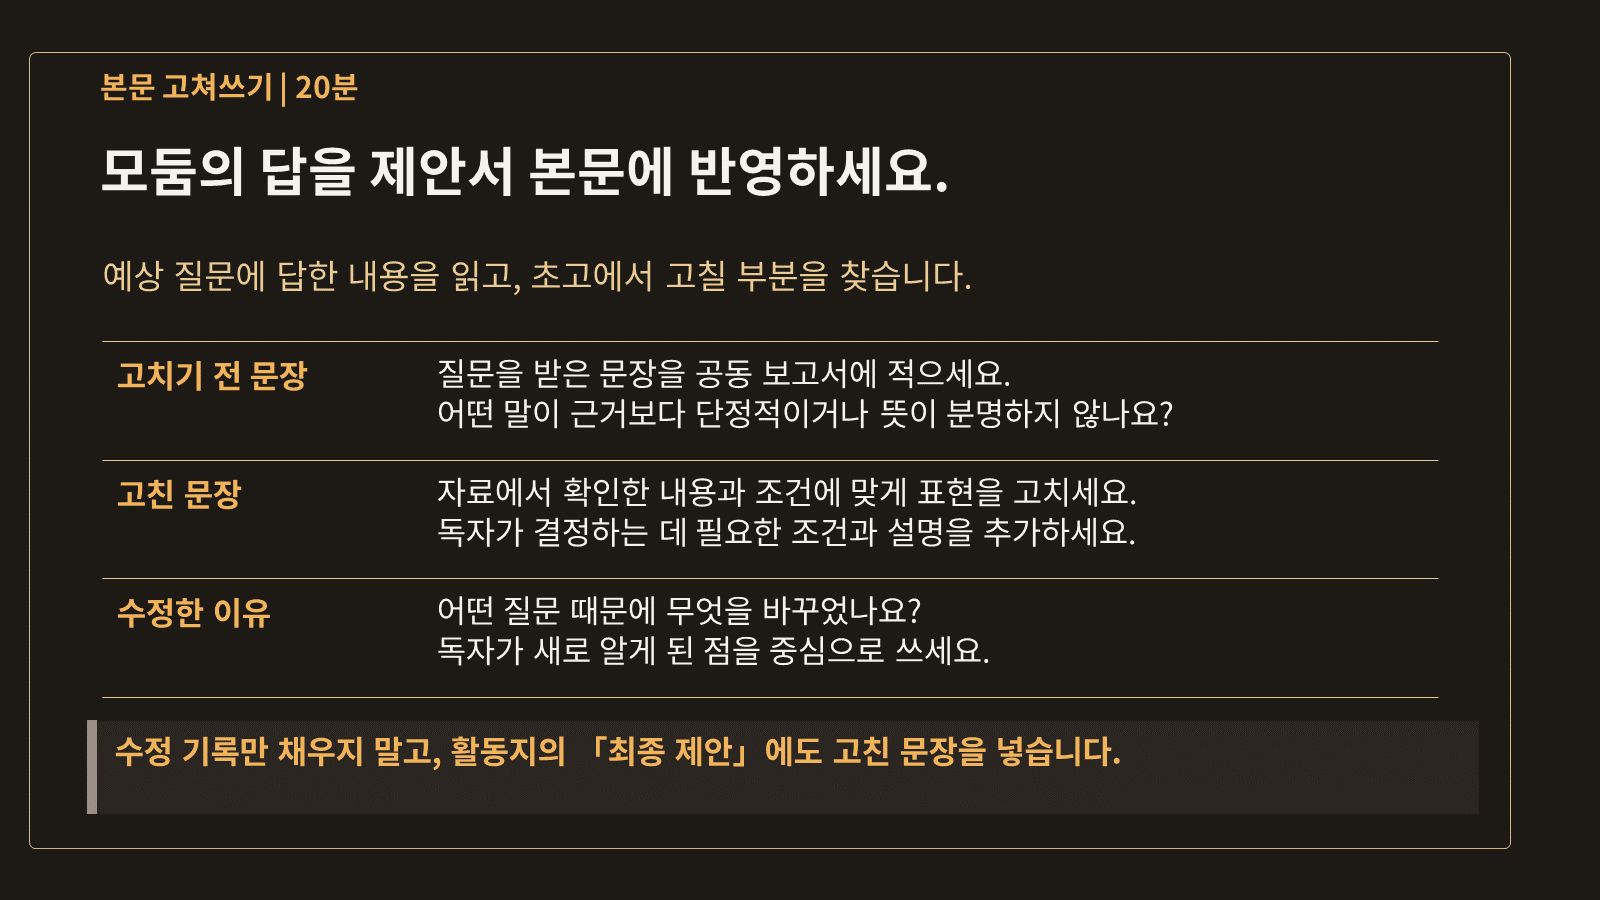 본문 고쳐쓰기 | 20분
모둠의 답을 제안서 본문에 반영하세요.
예상 질문에 답한 내용을 읽고, 초고에서 고칠 부분을 찾습니다.
고치기 전 문장
질문을 받은 문장을 공동 보고서에 적으세요.
어떤 말이 근거보다 단정적이거나 뜻이 분명하지 않나요?
고친 문장
자료에서 확인한 내용과 조건에 맞게 표현을 고치세요.
독자가 결정하는 데 필요한 조건과 설명을 추가하세요.
수정한 이유
어떤 질문 때문에 무엇을 바꾸었나요?
독자가 새로 알게 된 점을 중심으로 쓰세요.
수정 기록만 채우지 말고, 활동지의 「최종 제안」에도 고친 문장을 넣습니다.